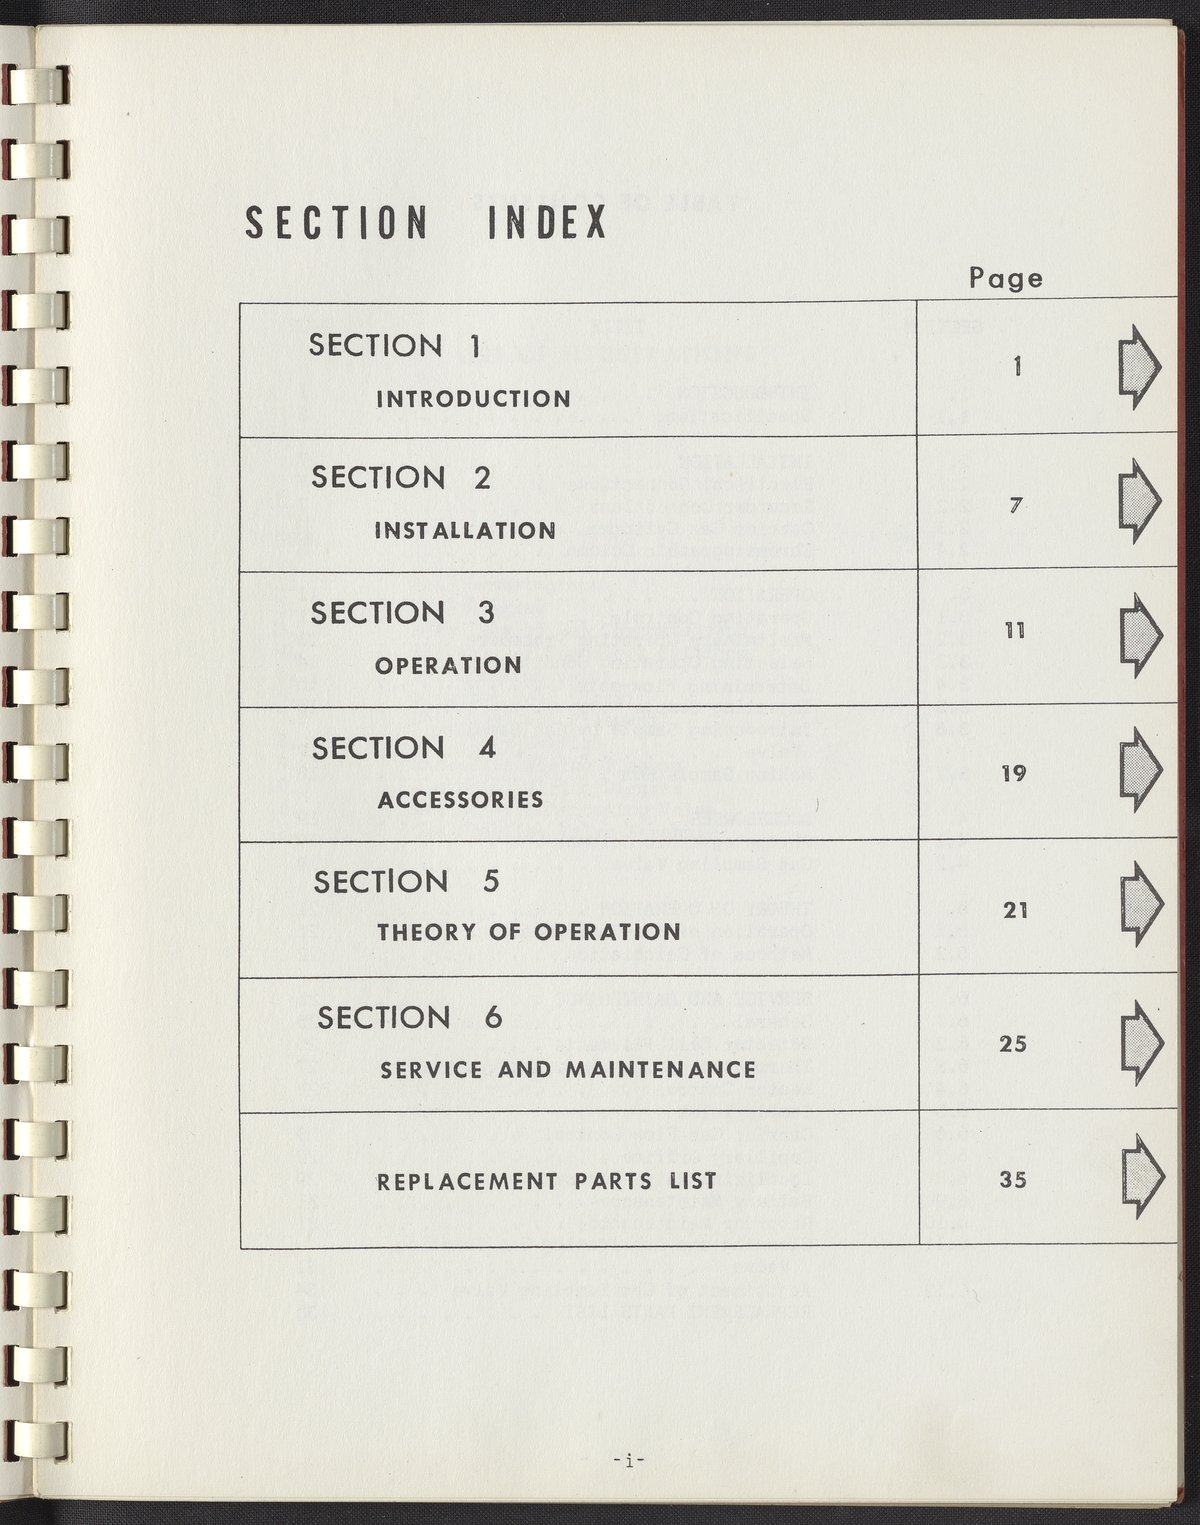 SECTION INDEX
Page
SECTION 1
1
INTRODUCTION
SECTION 2
7
INSTALLATION
SECTION 3
11
OPERATION
SECTION 4
19
ACCESSORIES
SECTION 5
21
THEORY OF OPERATION
SECTION 6
25
SERVICE AND MAINTENANCE
REPLACEMENT PARTS LIST
35
-i-